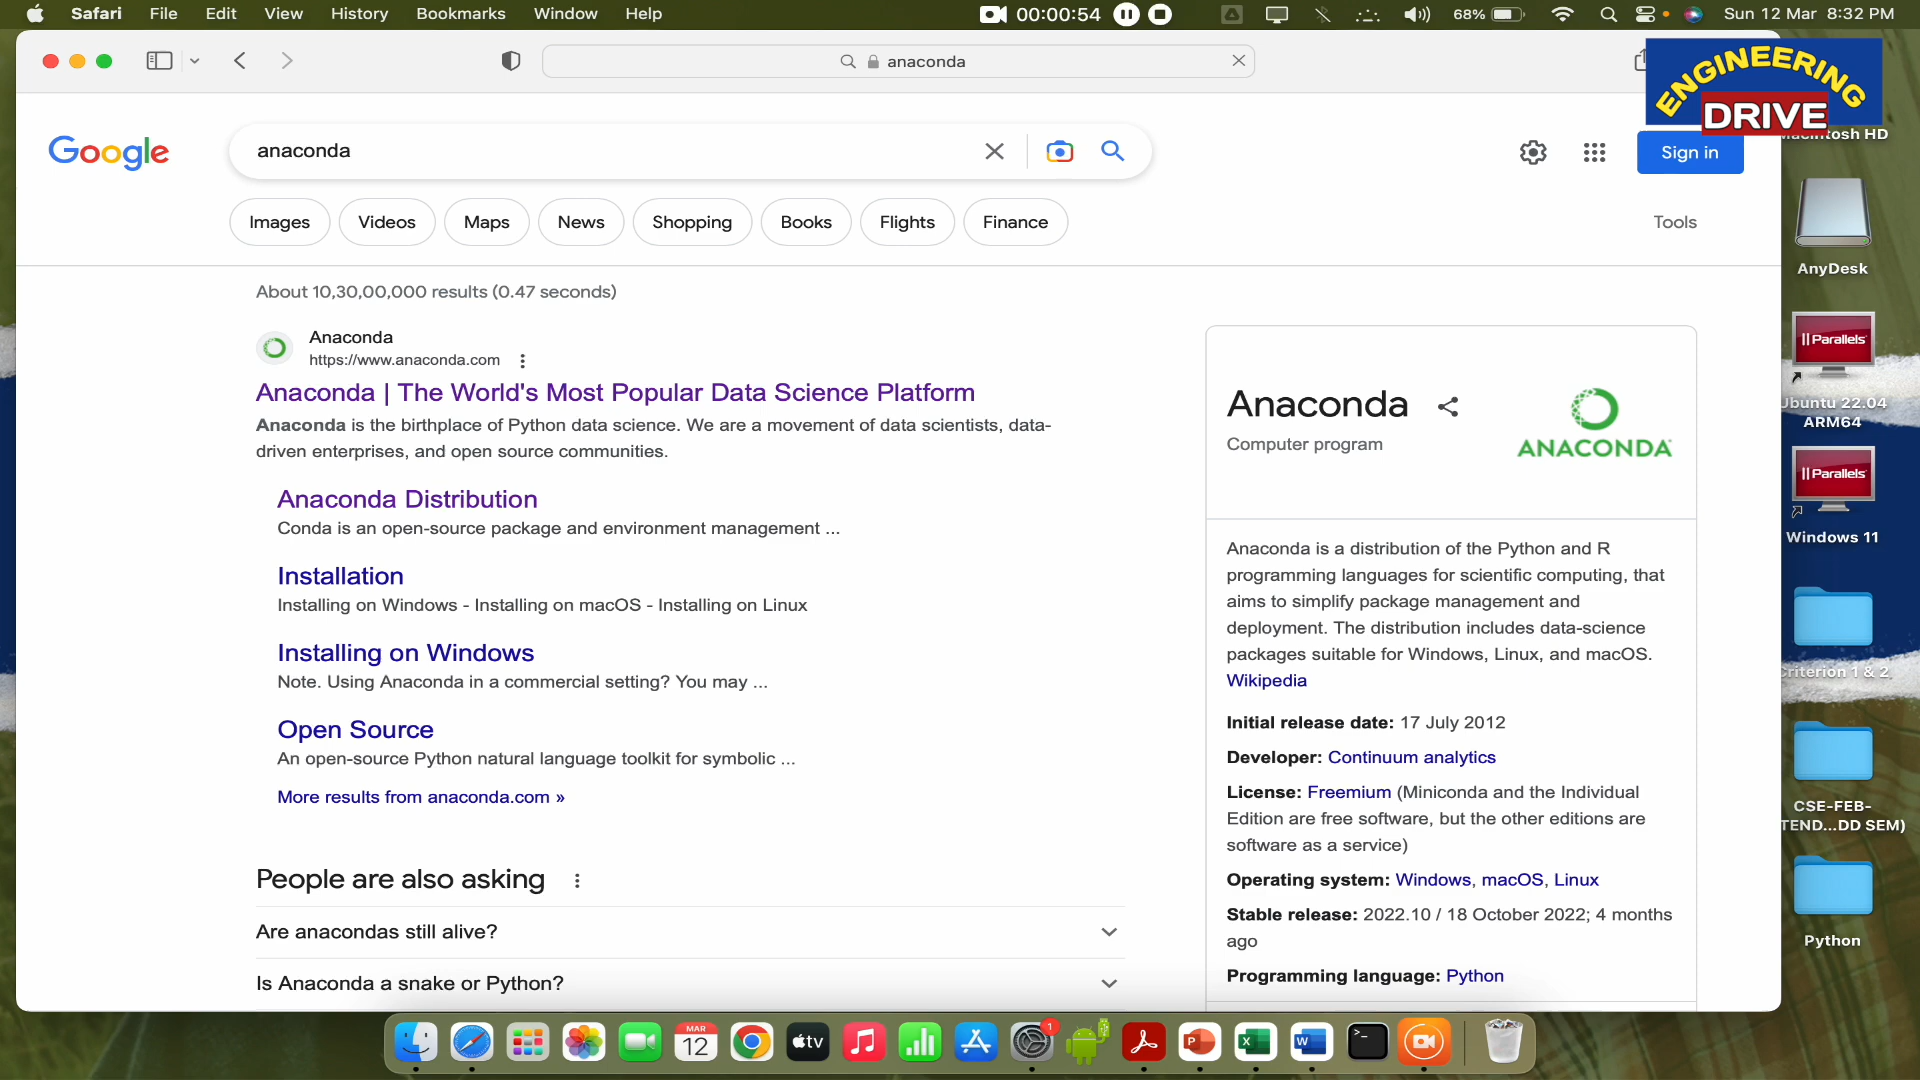 Safari File Edit View History Bookmarks Window Help 00:00:54 68% Sun 12 Mar 8:32 PM
anaconda
ENGINEERING
DRIVE
Macintosh HD
Google
anaconda
Sign in
Images Videos Maps News Shopping Books Flights Finance
Tools
About 10,30,00,000 results (0.47 seconds)
Anaconda
https://www.anaconda.com
Anaconda | The World's Most Popular Data Science Platform
Anaconda is the birthplace of Python data science. We are a movement of data scientists, data-
driven enterprises, and open source communities.
Anaconda Distribution
Conda is an open-source package and environment management ...
Installation
Installing on Windows - Installing on macOS - Installing on Linux
Installing on Windows
Note. Using Anaconda in a commercial setting? You may ...
Open Source
An open-source Python natural language toolkit for symbolic ...
More results from anaconda.com »
People are also asking
Are anacondas still alive?
Is Anaconda a snake or Python?
Anaconda
Computer program
ANACONDA
Anaconda is a distribution of the Python and R
programming languages for scientific computing, that
aims to simplify package management and
deployment. The distribution includes data-science
packages suitable for Windows, Linux, and macOS.
Wikipedia
Initial release date: 17 July 2012
Developer: Continuum analytics
License: Freemium (Miniconda and the Individual
Edition are free software, but the other editions are
software as a service)
Operating system: Windows, macOS, Linux
Stable release: 2022.10 / 18 October 2022; 4 months
ago
Programming language: Python
AnyDesk
Parallels
Ubuntu 22.04
ARM64
Parallels
Windows 11
Criterion 1 & 2
CSE-FEB-
TEND...DD SEM)
Python
MAR
12
tv
1
P
X
W
>_